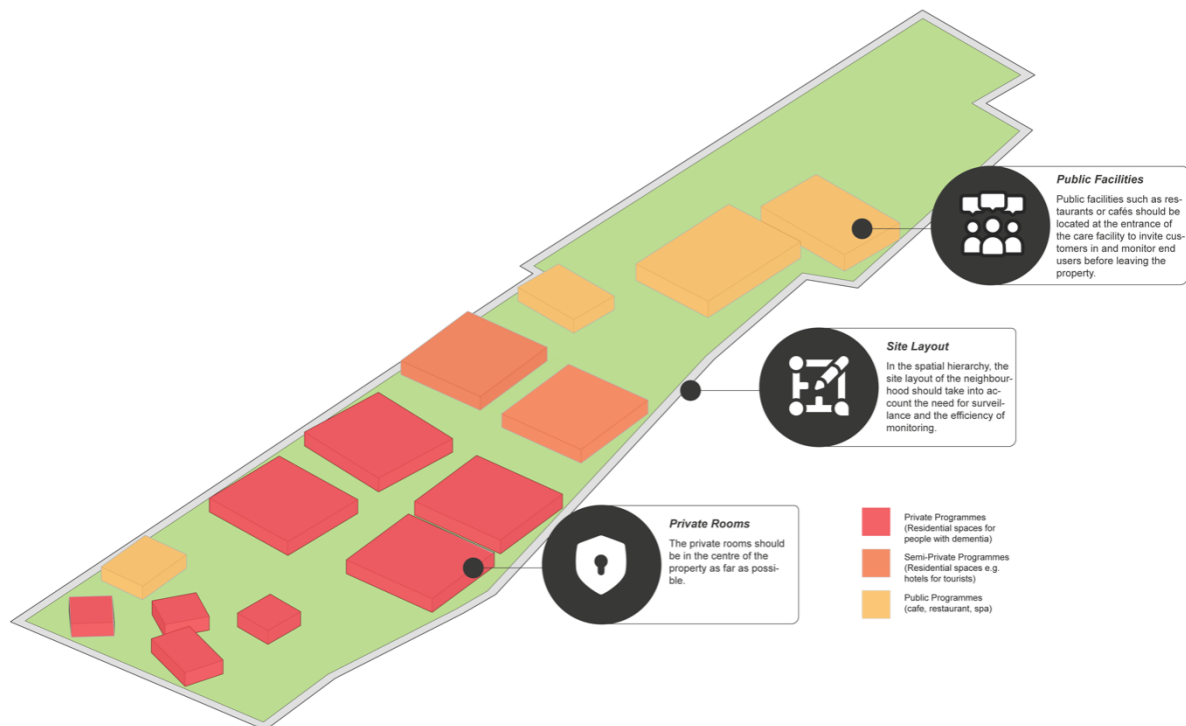 Public Facilities
Public facilities such as res-
taurants or cafés should be
located at the entrance of
the care facility to invite cus-
tomers in and monitor end
users before leaving the
property.
Site Layout
In the spatial hierarchy, the
site layout of the neighbour-
hood should take into ac-
count the need for surveil-
lance and the efficiency of
monitoring.
Private Rooms
The private rooms should
be in the centre of the
property as far as possi-
ble.
Private Programmes
(Residential spaces for
people with dementia)
Semi-Private Programmes
(Residential spaces e.g.
hotels for tourists)
Public Programmes
(cafe, restaurant, spa)